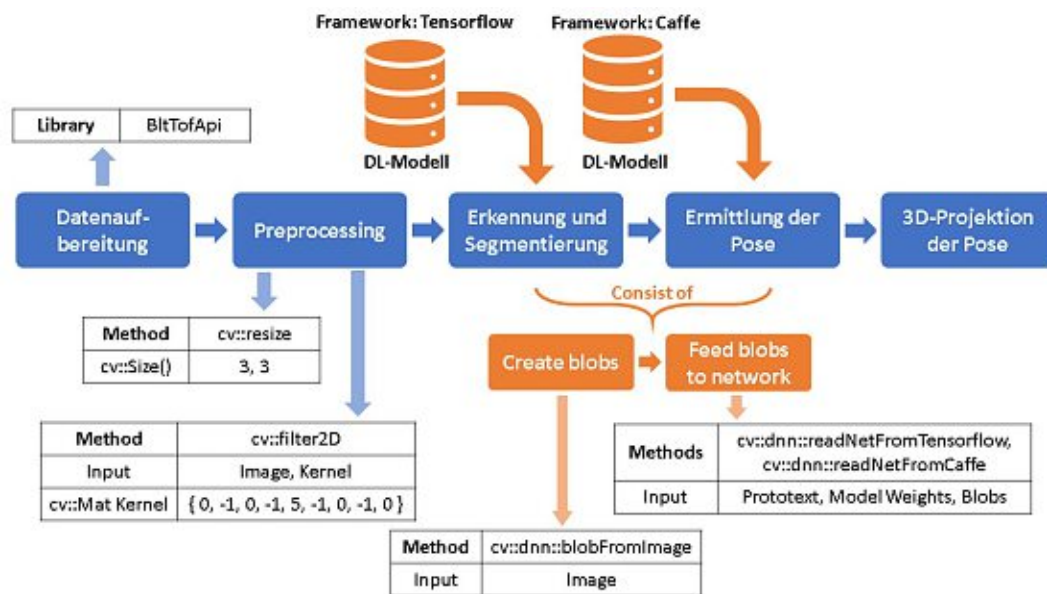 Framework: Tensorflow
Framework: Caffe
DL-Modell
DL-Modell
Library BltTofApi
Datenauf-
bereitung
Preprocessing
Erkennung und
Segmentierung
Ermittlung der
Pose
3D-Projektion
der Pose
Consist of
Create blobs
Feed blobs
to network
Method cv::resize
cv::Size() 3, 3
Method cv::filter2D
Input Image, Kernel
cv::Mat Kernel { 0, -1, 0, -1, 5, -1, 0, -1, 0 }
Methods cv::dnn::readNetFromTensorflow,
cv::dnn::readNetFromCaffe
Input Prototext, Model Weights, Blobs
Method cv::dnn::blobFromImage
Input Image